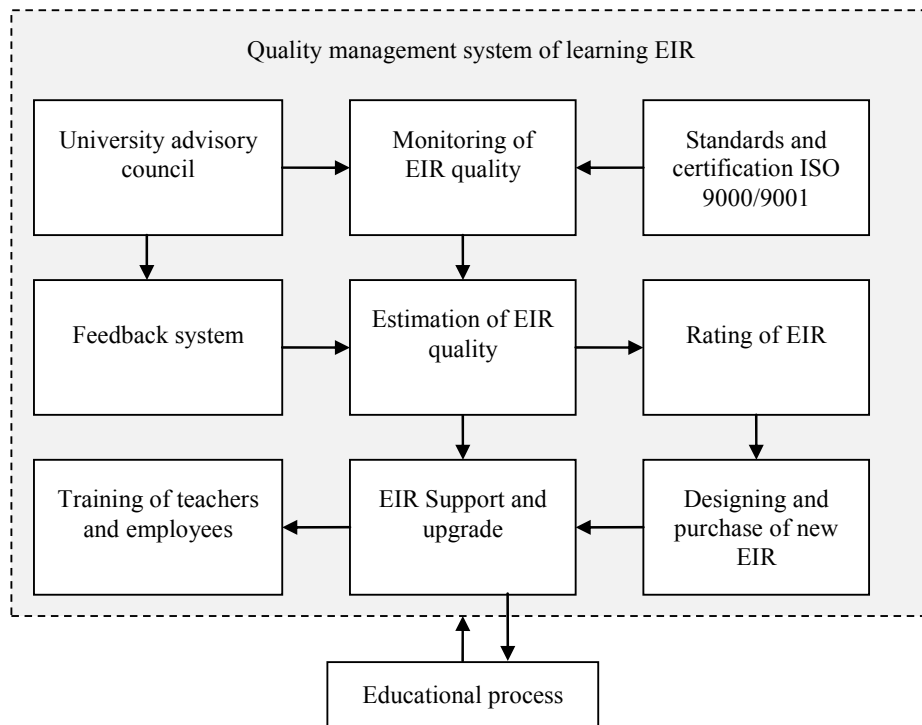 Quality management system of learning EIR
University advisory
council
Monitoring of
EIR quality
Standards and
certification ISO
9000/9001
Feedback system
Estimation of EIR
quality
Rating of EIR
Training of teachers
and employees
EIR Support and
upgrade
Designing and
purchase of new
EIR
Educational process